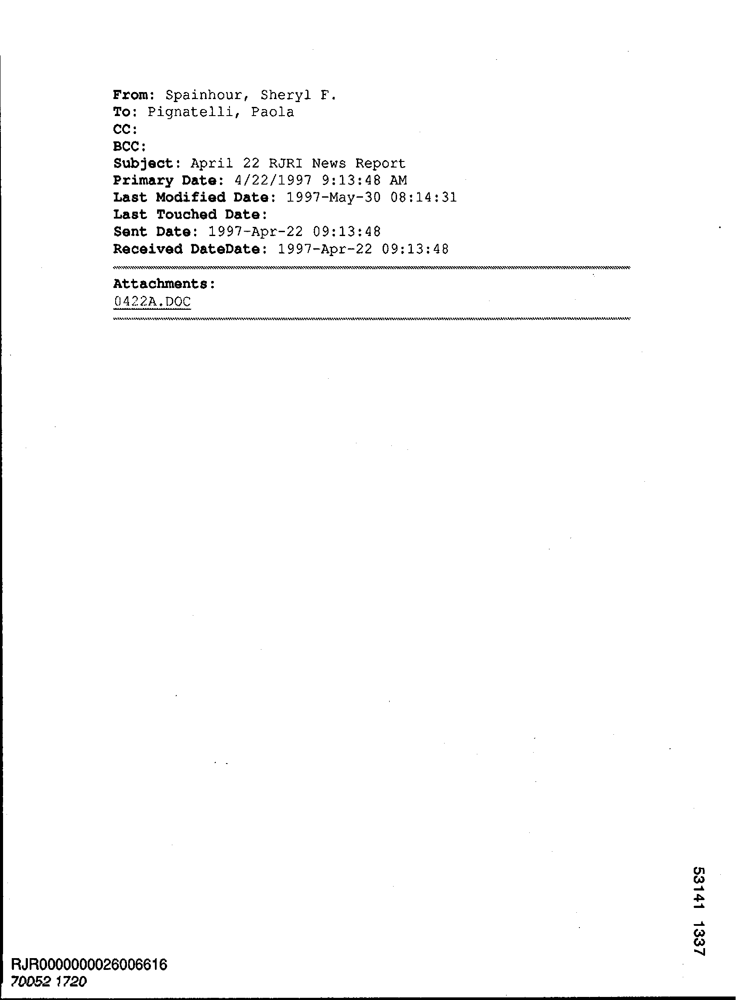 From: Spainhour, Sheryl F.
To: Pignatelli, Paola
CC:
BCC:
Subject: April 22 RJRI News Report
Primary Date: 4/22/1997 9:13:48 AM
Last Modified Date: 1997-May-30 08:14:31
Last Touched Date:
Sent Date: 1997-Apr-22 09:13:48
Received DateDate: 1997-Apr-22 09:13:48
Attachments:
0422A.DOC
53141 1337
RJR0000000026006616
70052 1720